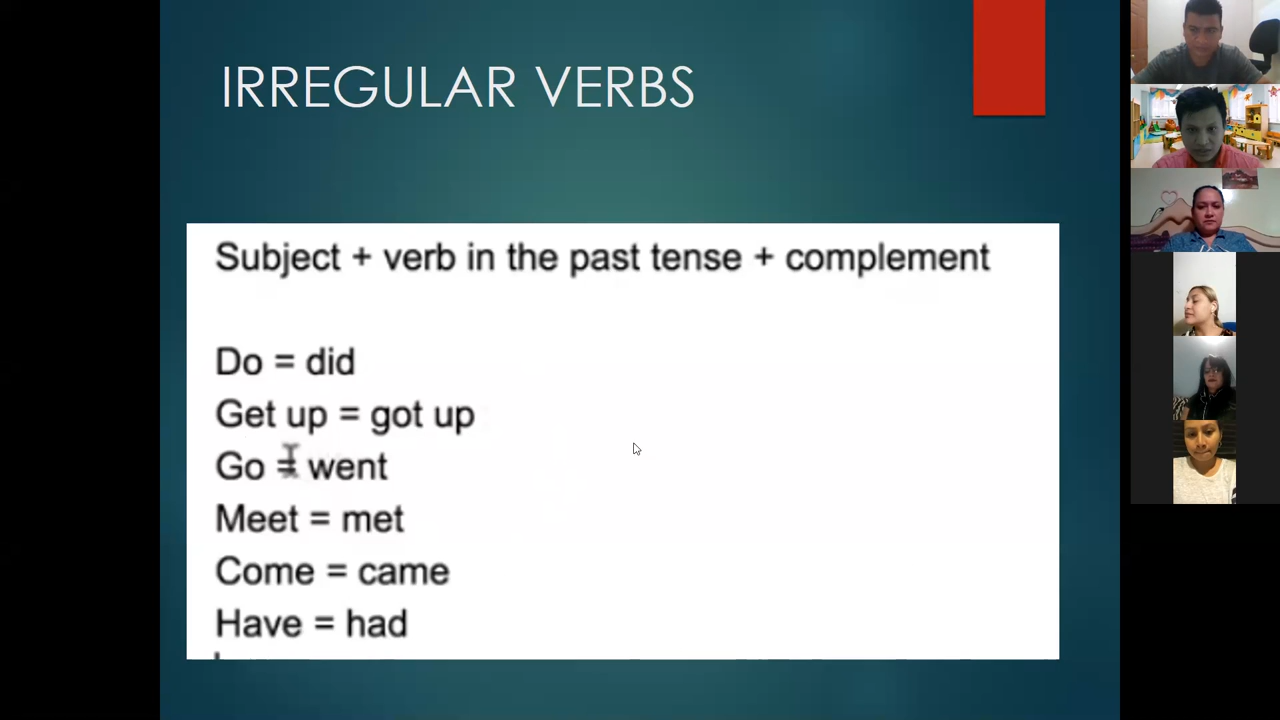 IRREGULAR VERBS
Subject + verb in the past tense + complement
Do = did
Get up = got up
Go = went
Meet = met
Come = came
Have = had